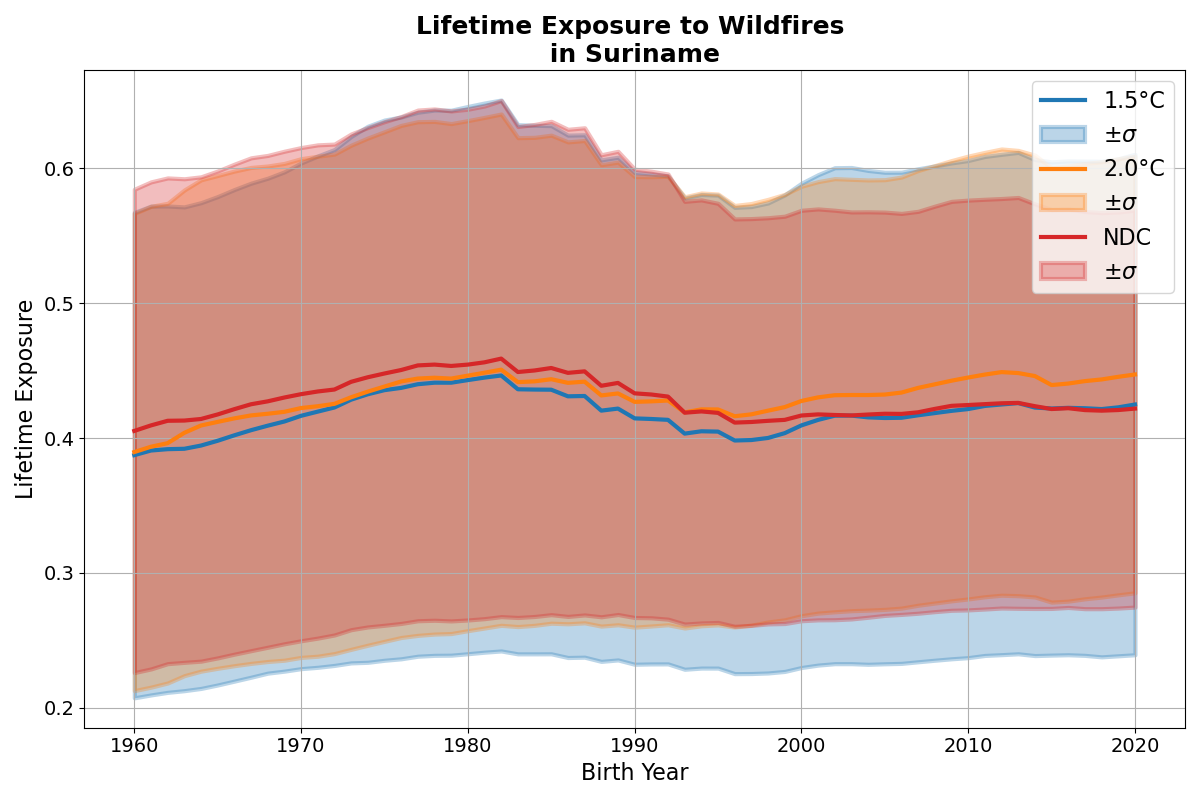 Lifetime Exposure to Wildfires
in Suriname
1.5°C
±σ
2.0°C
±σ
NDC
±σ
Lifetime Exposure
0.6
0.5
0.4
0.3
0.2
1960 1970 1980 1990 2000 2010 2020
Birth Year